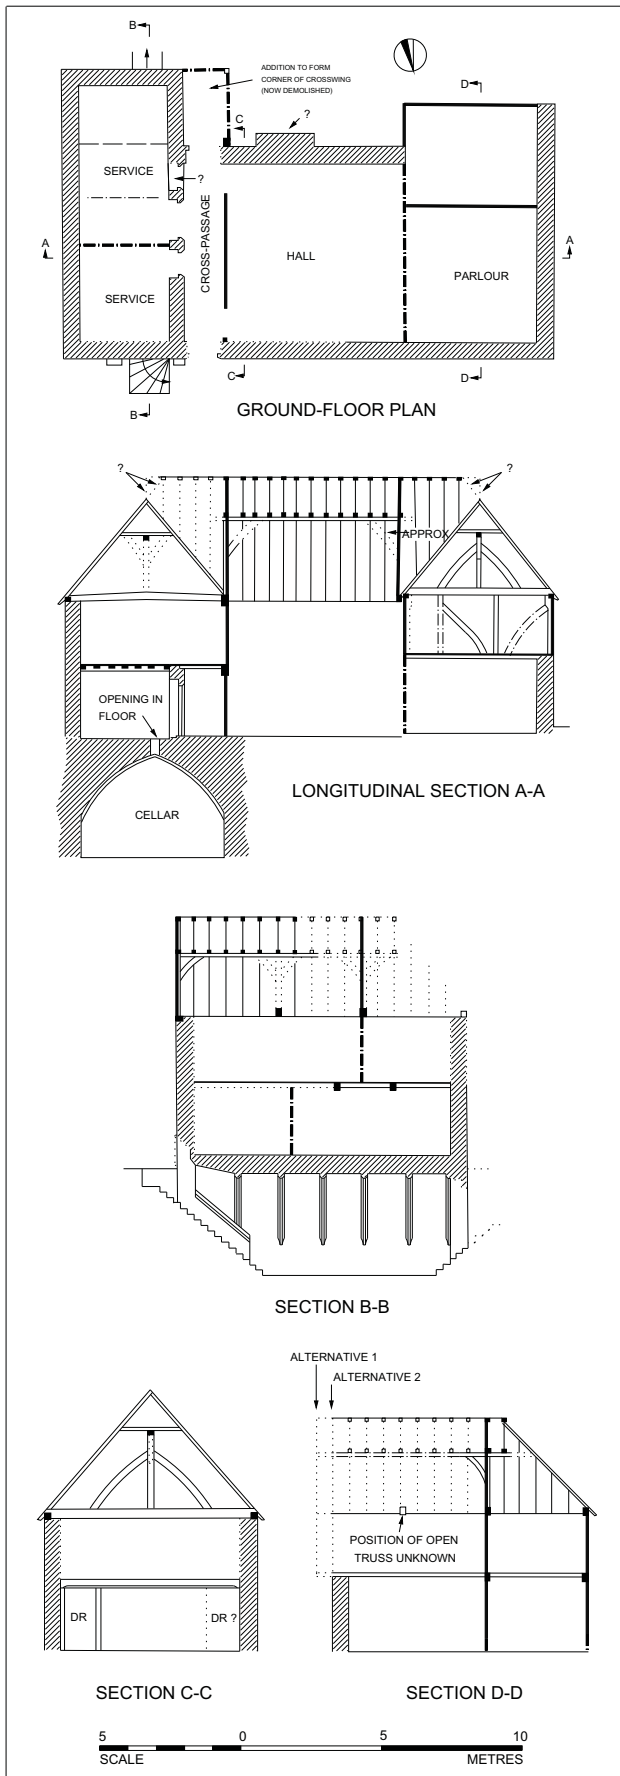 B
ADDITION TO FORM
CORNER OF CROSSWING
(NOW DEMOLISHED)
D
C
?
SERVICE
?
A
CROSS-PASSAGE
HALL
A
PARLOUR
SERVICE
C
D
B
GROUND-FLOOR PLAN
?
?
APPROX
OPENING IN
FLOOR
LONGITUDINAL SECTION A-A
CELLAR
SECTION B-B
ALTERNATIVE 1
ALTERNATIVE 2
POSITION OF OPEN
TRUSS UNKNOWN
DR
DR ?
SECTION C-C
SECTION D-D
5
0
5
10
SCALE
METRES